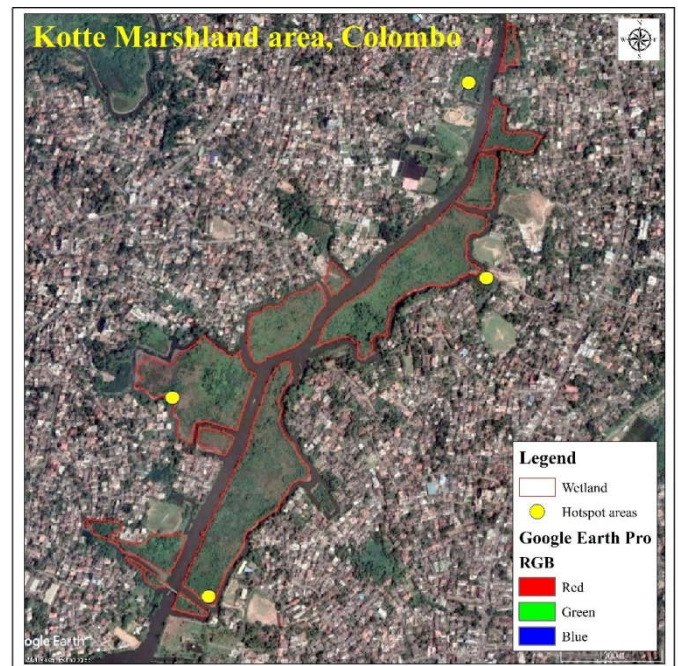 Kotte Marshland area, Colombo
N
Legend
Wetland
Hotspot areas
Google Earth Pro
RGB
Red
Green
Blue
ogle Earth